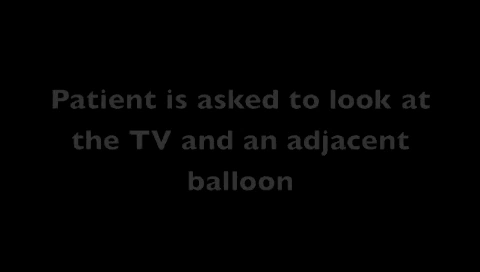 Patient is asked to look at
the TV and an adjacent
balloon